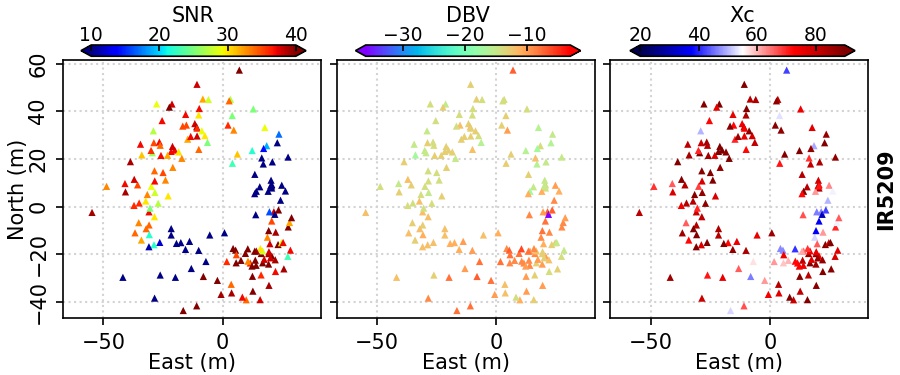 SNR
10 20 30 40
DBV
−30 −20 −10
Xc
20 40 60 80
North (m)
60
40
20
0
−20
−40
−50 0
East (m)
−50 0
East (m)
−50 0
East (m)
IR5209